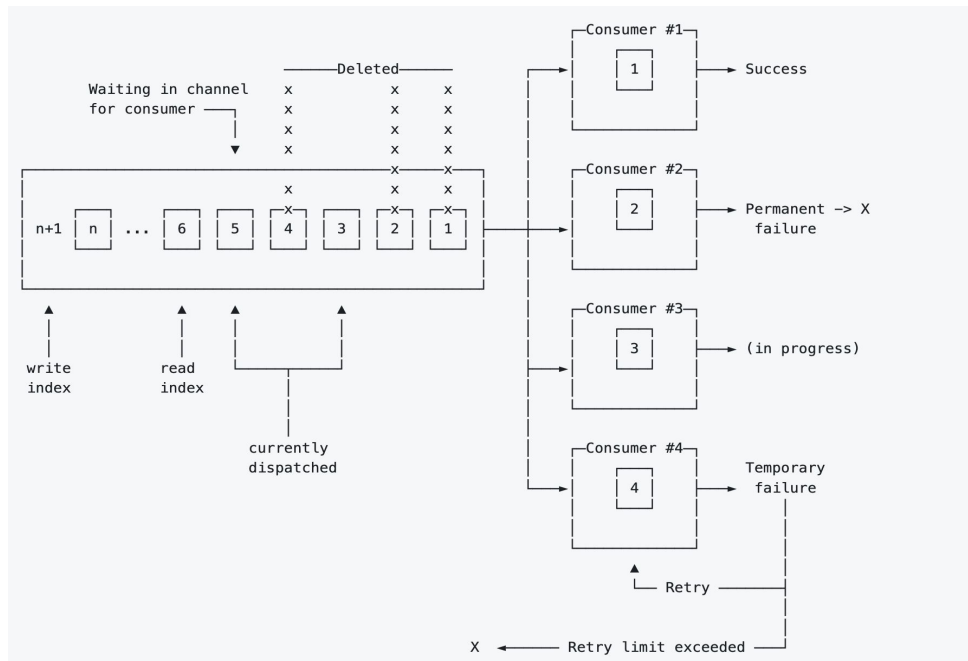 Consumer #1
1
Success
Deleted
Waiting in channel
for consumer
x x x
x x x
x x x
x x x
x x
x x x
x x x
n+1 n ... 6 5 4 3 2 1
Consumer #2
2
Permanent -> X
failure
Consumer #3
3
(in progress)
write
index
read
index
currently
dispatched
Consumer #4
4
Temporary
failure
Retry
X
Retry limit exceeded